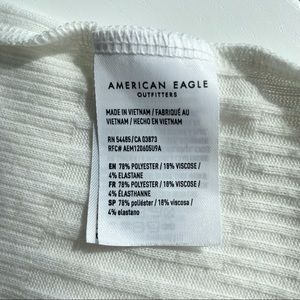 AMERICAN EAGLE
OUTFITTERS
MADE IN VIETNAM / FABRIQUÉ AU
VIETNAM / HECHO EN VIETNAM
RN 54485/CA 03873
RFC# AEM120605U9A
EN 78% POLYESTER / 18% VISCOSE /
4% ELASTANE
FR 78% POLYESTER / 18% VISCOSE /
4% ÉLASTHANNE
SP 78% poliéster / 18% viscosa /
4% elastano